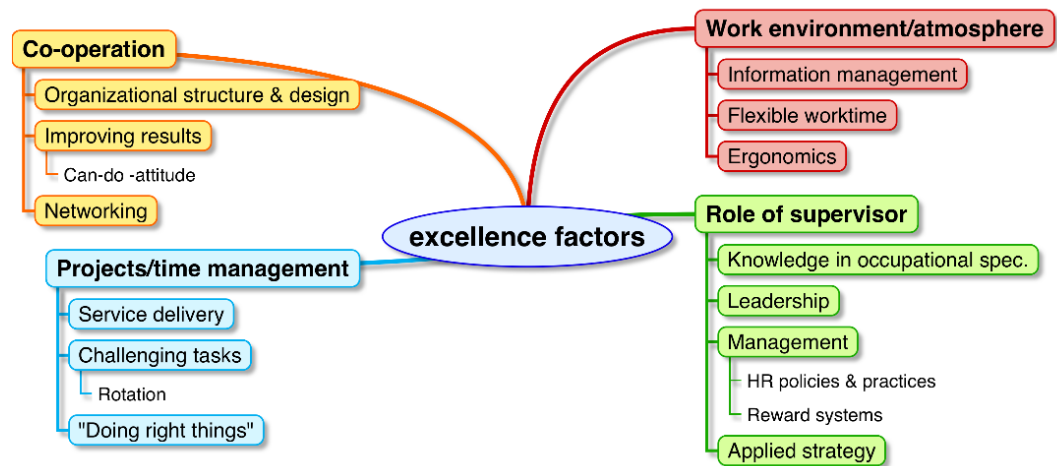 excellence factors
Co-operation
Organizational structure & design
Improving results
Can-do -attitude
Networking
Projects/time management
Service delivery
Challenging tasks
Rotation
"Doing right things"
Work environment/atmosphere
Information management
Flexible worktime
Ergonomics
Role of supervisor
Knowledge in occupational spec.
Leadership
Management
HR policies & practices
Reward systems
Applied strategy